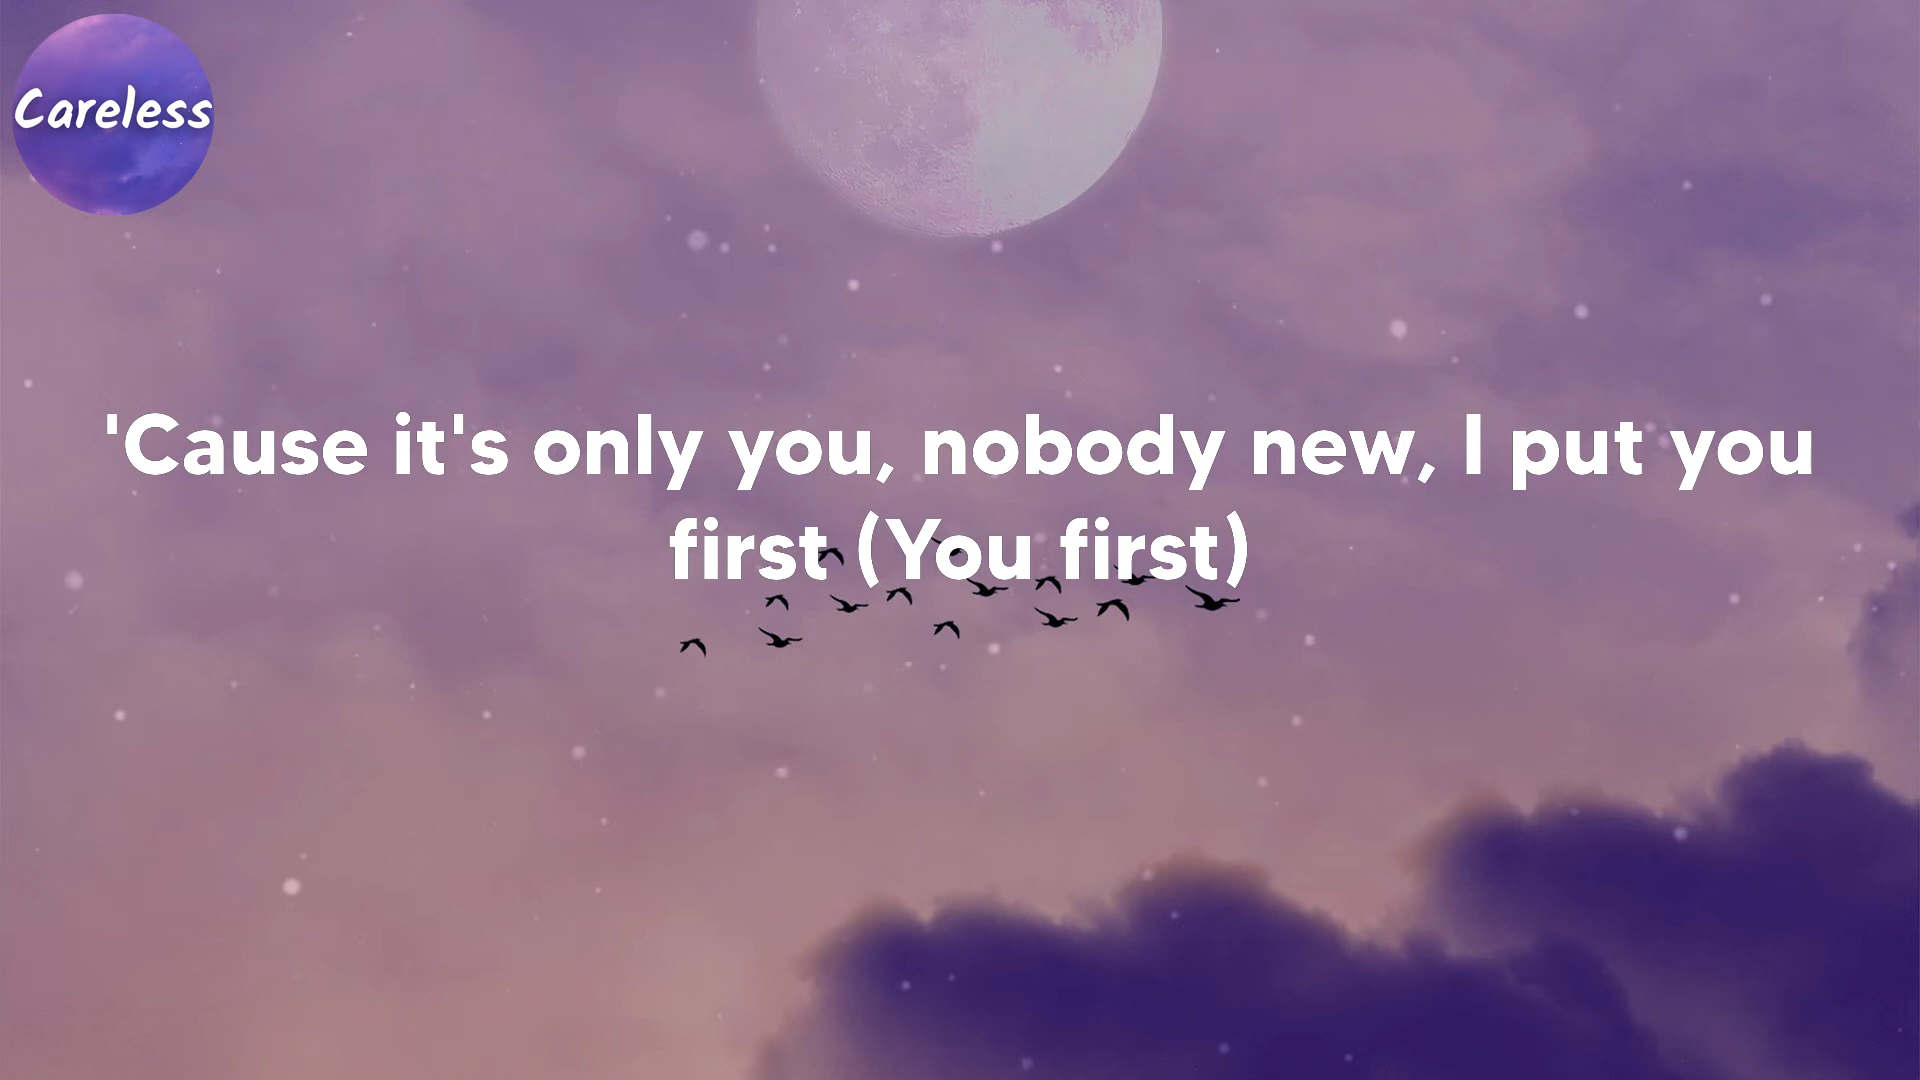 Careless
'Cause it's only you, nobody new, I put you
first (You first)